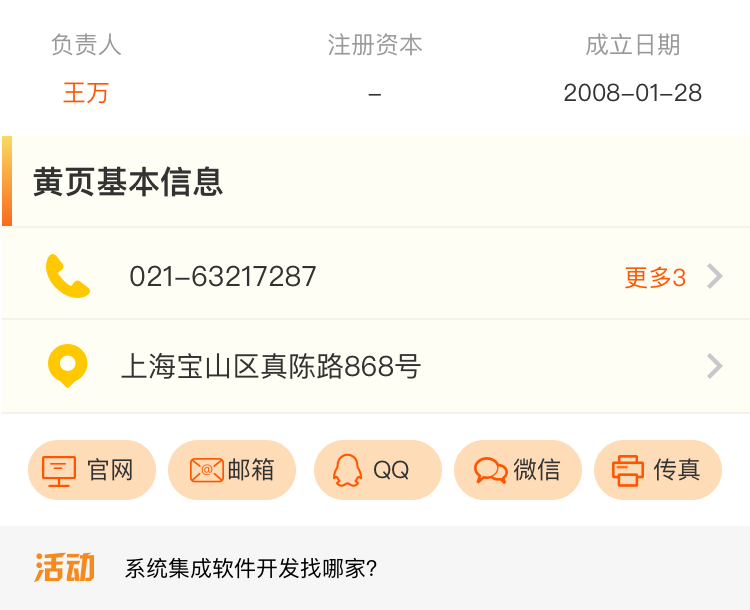 负责人 注册资本 成立日期
王万 – 2008–01–28
黄页基本信息
021–63217287 更多3
上海宝山区真陈路868号
官网 @邮箱 QQ 微信 传真
活动 系统集成软件开发找哪家?